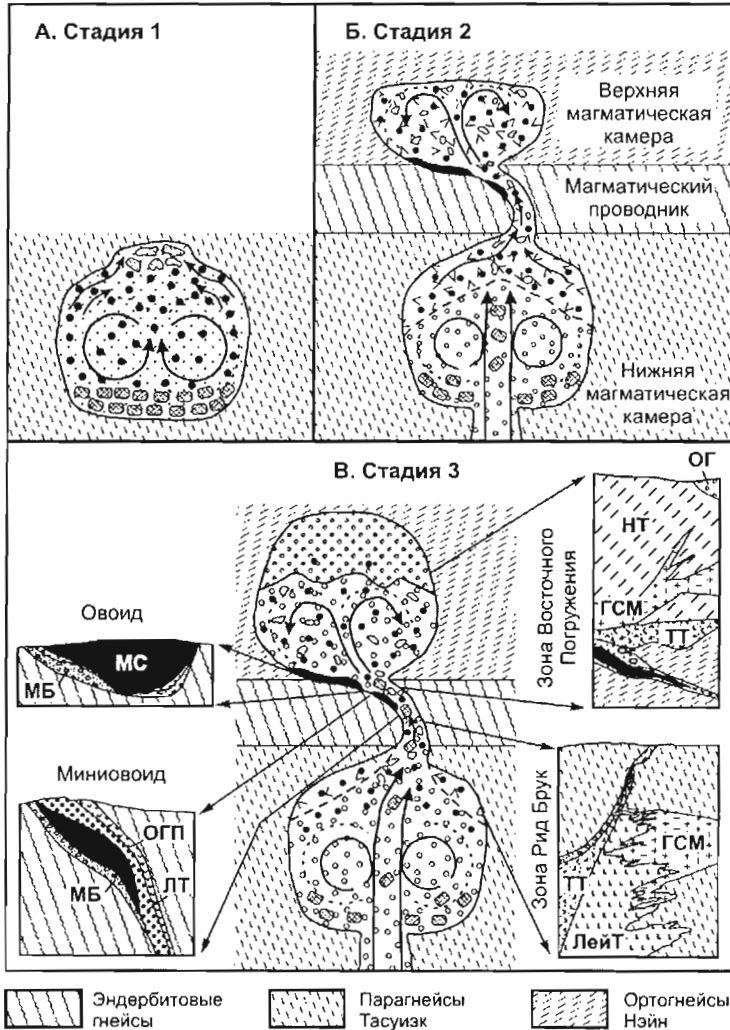 А. Стадия 1
Б. Стадия 2
Верхняя
магматическая
камера
Магматический
проводник
Нижняя
магматическая
камера
В. Стадия 3
Овоид
МС
МБ
Миниовоид
ОГП
МБ
ЛТ
Зона Восточного
Погружения
ОГ
НТ
ГСМ
ТТ
Зона Рид Брук
ГСМ
ТТ
ЛейТ
Эндербитовые
гнейсы
Парагнейсы
Тасуизк
Ортогнейсы
Нэйн